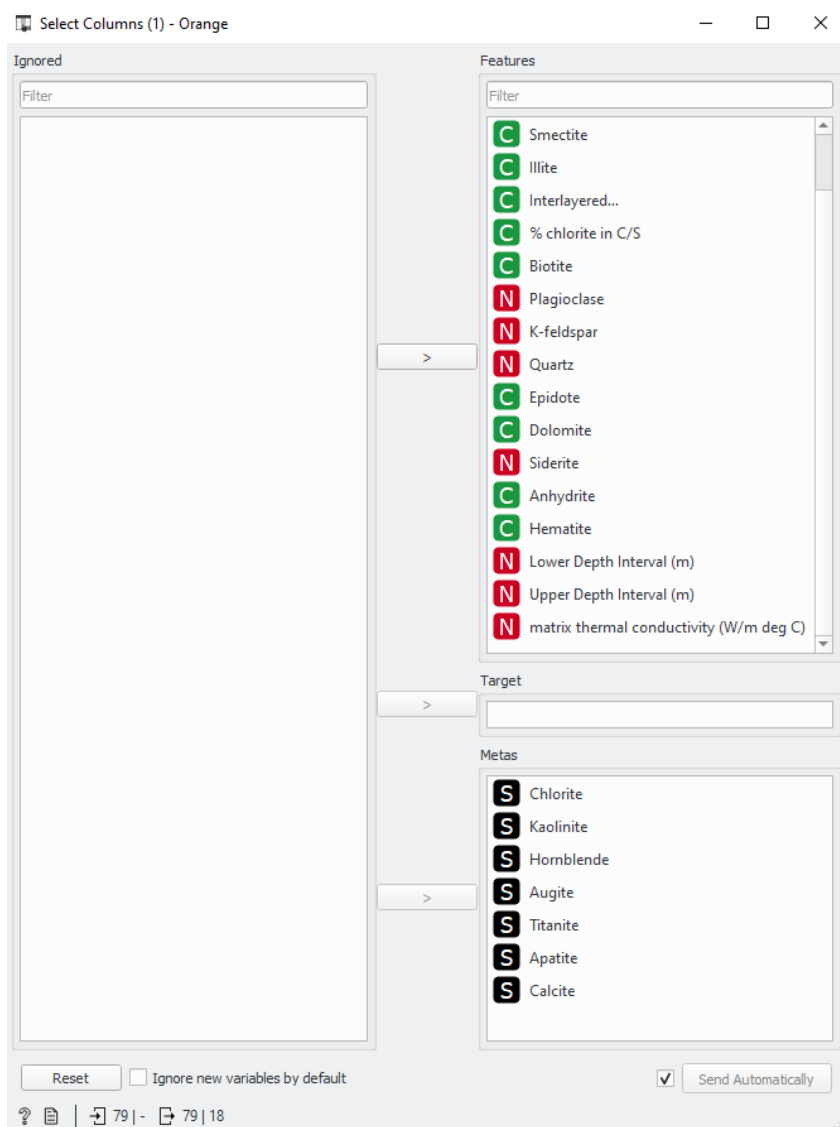 Select Columns (1) - Orange
Ignored
Filter
Features
Filter
C Smectite
C Illite
C Interlayered...
C % chlorite in C/S
C Biotite
N Plagioclase
N K-feldspar
N Quartz
C Epidote
C Dolomite
N Siderite
C Anhydrite
C Hematite
N Lower Depth Interval (m)
N Upper Depth Interval (m)
N matrix thermal conductivity (W/m deg C)
>
Target
>
Metas
S Chlorite
S Kaolinite
S Hornblende
S Augite
S Titanite
S Apatite
S Calcite
>
Reset
Ignore new variables by default
Send Automatically
? 79 | - 79 | 18